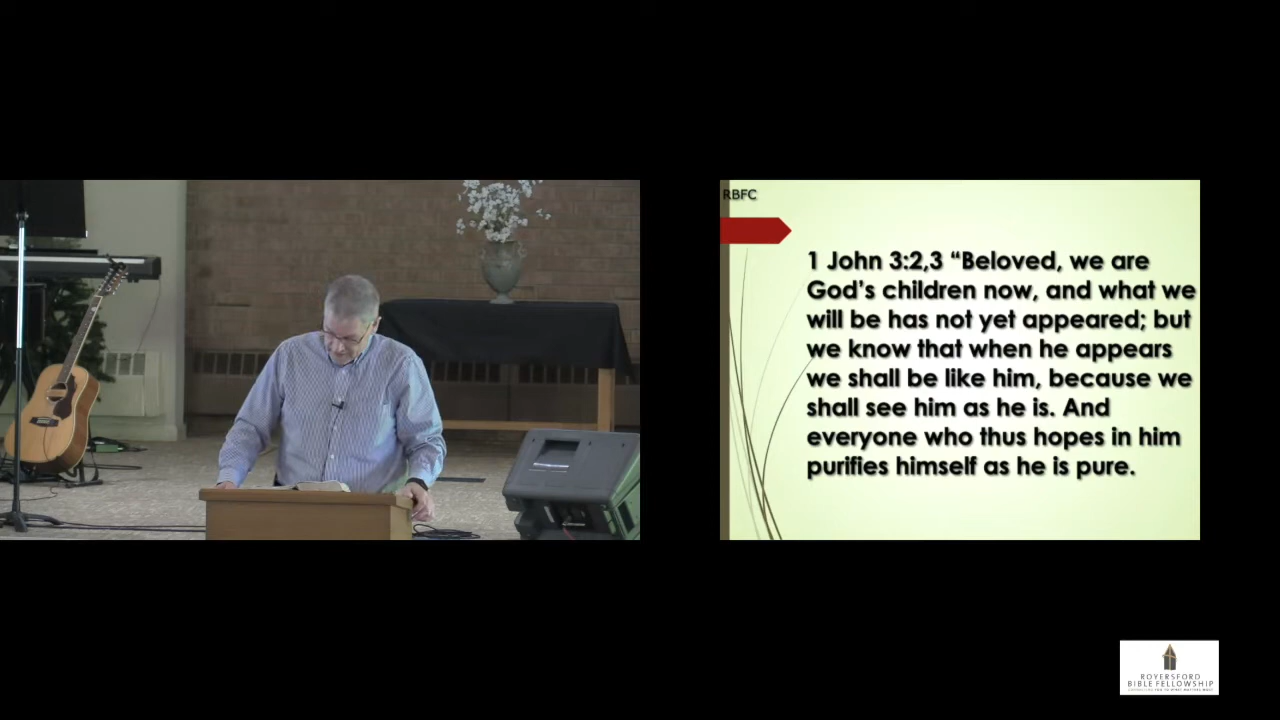 RBFC
1 John 3:2,3 “Beloved, we are
God’s children now, and what we
will be has not yet appeared; but
we know that when he appears
we shall be like him, because we
shall see him as he is. And
everyone who thus hopes in him
purifies himself as he is pure.
ROYERSFORD
BIBLE FELLOWSHIP